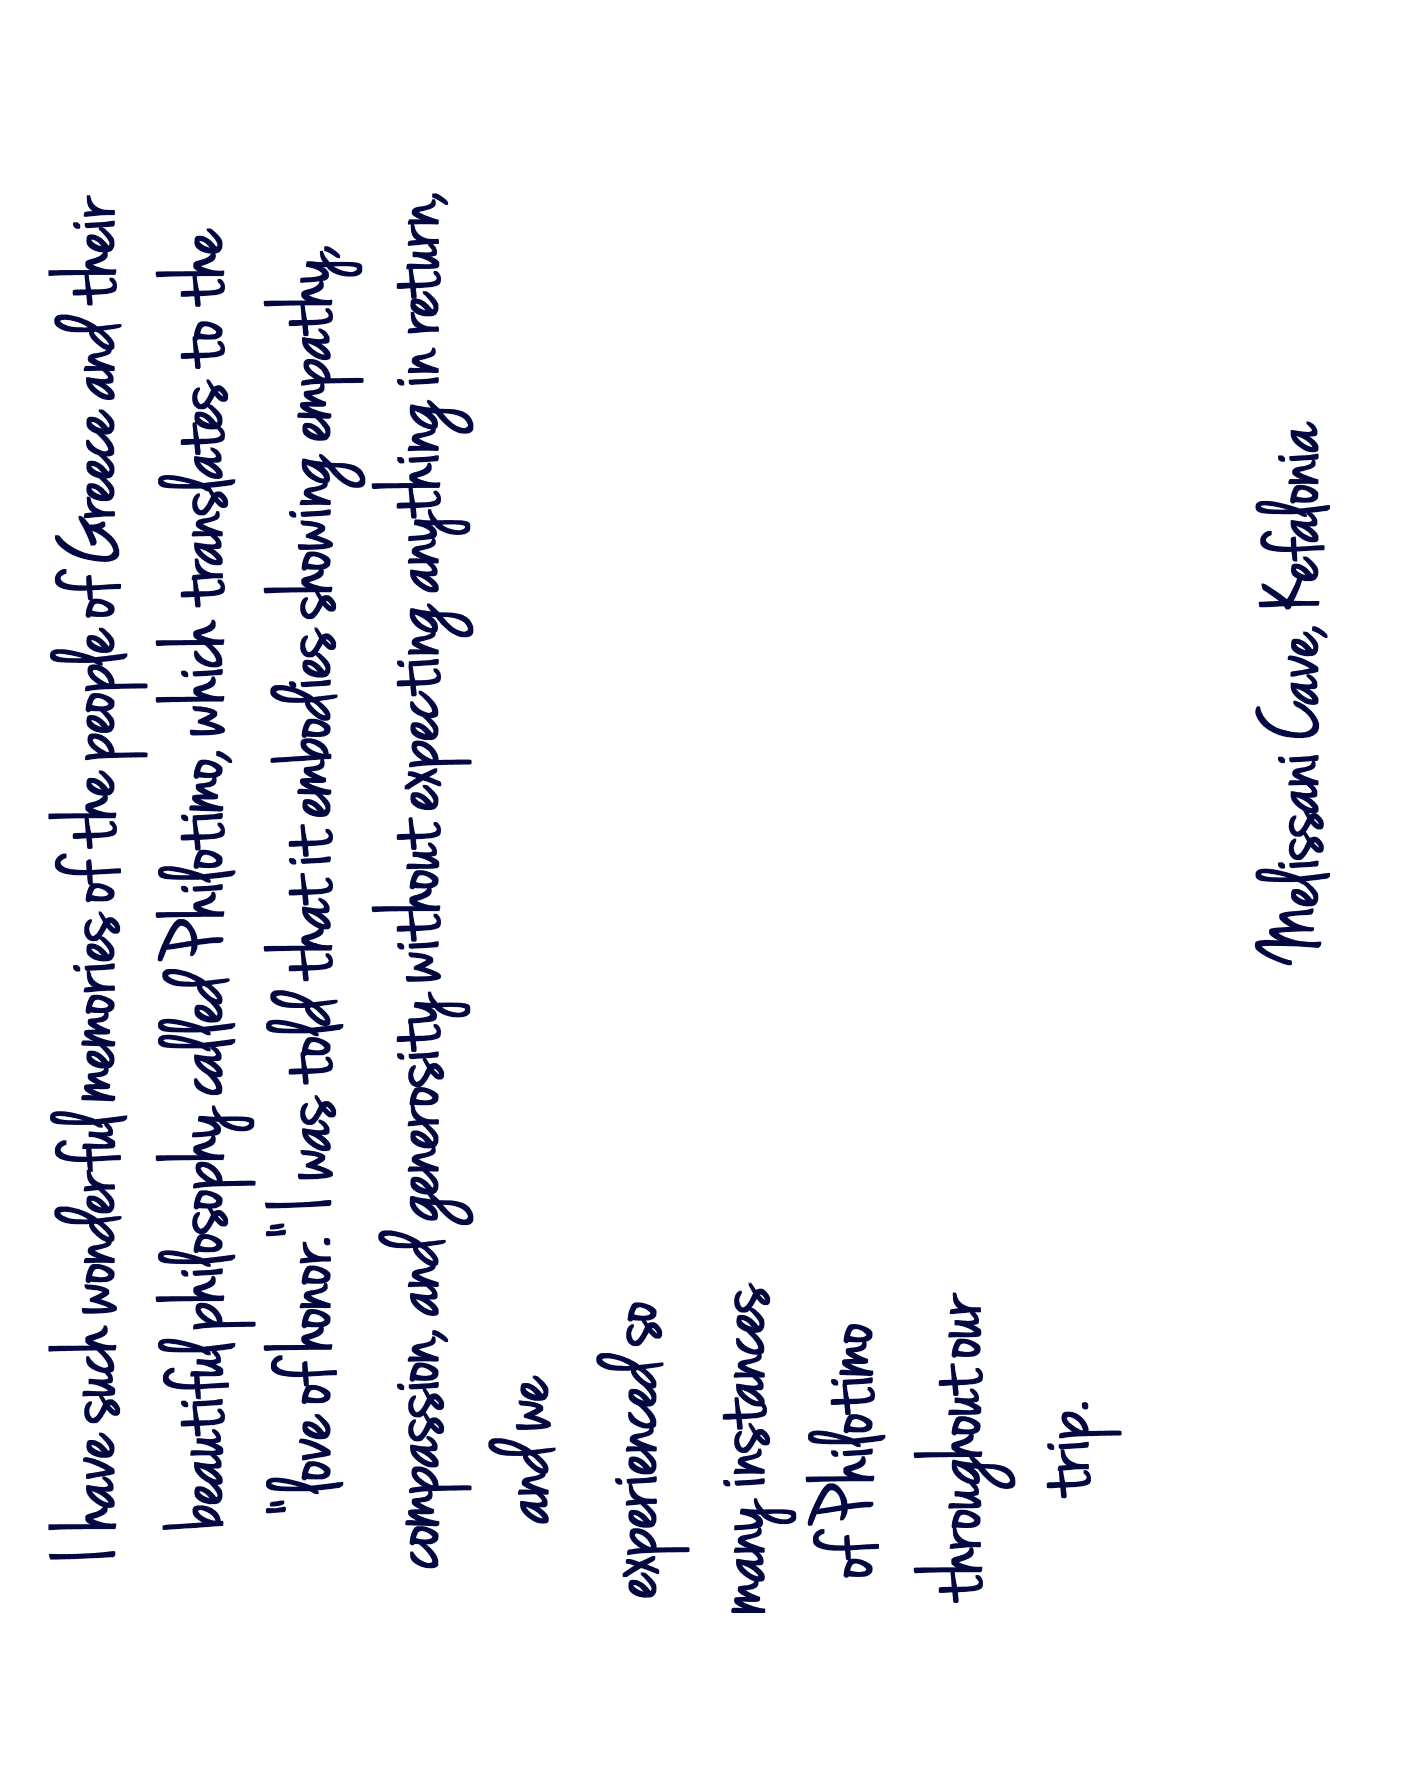 I have such wonderful memories of the people of Greece and their
beautiful philosophy called Philotimo, which translates to the
"love of honor." I was told that it embodies showing empathy,
compassion, and generosity without expecting anything in return,
and we
experienced so
many instances
of Philotimo
throughout our
trip.
Melissani Cave, Kefalonia